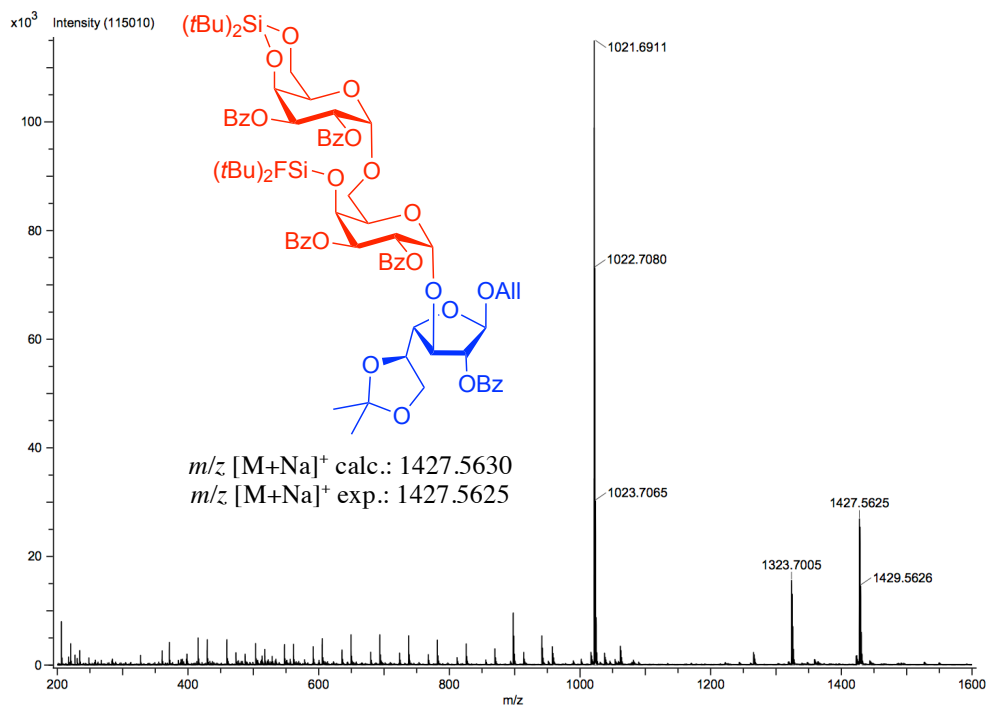 x10³ Intensity (115010)
(tBu)₂Si
O
O
O
BzO
BzO
O
(tBu)₂FSi
O
O
BzO
BzO
O
OAll
O
O
OBz
O
m/z [M+Na]⁺ calc.: 1427.5630
m/z [M+Na]⁺ exp.: 1427.5625
1021.6911
1022.7080
1023.7065
1323.7005
1427.5625
1429.5626
100
80
60
40
20
0
200 400 600 800 1000 1200 1400 1600
m/z